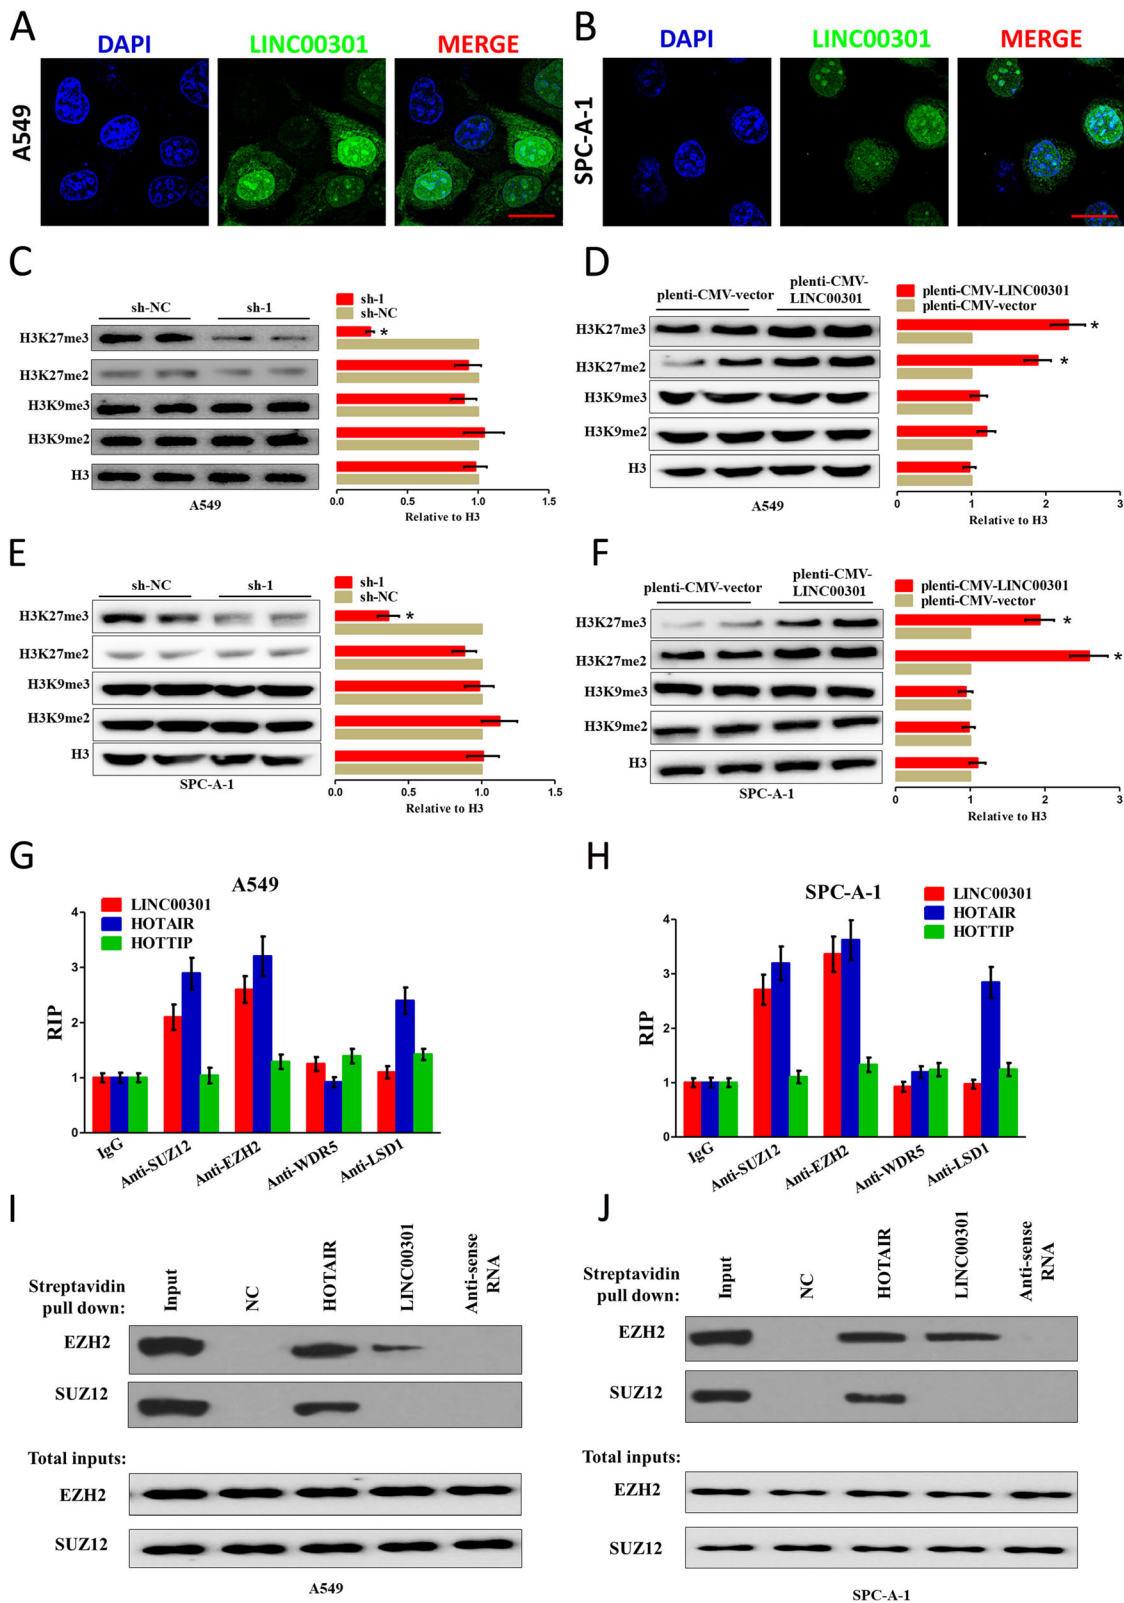 A
DAPI LINC00301 MERGE
A549
B
DAPI LINC00301 MERGE
SPC-A-1
C
sh-NC sh-1
sh-1
sh-NC
H3K27me3
*
H3K27me2
H3K9me3
H3K9me2
H3
A549
0.0 0.5 1.0 1.5
Relative to H3
D
plenti-CMV-vector
plenti-CMV-
LINC00301
plenti-CMV-LINC00301
plenti-CMV-vector
H3K27me3
*
H3K27me2
*
H3K9me3
H3K9me2
H3
A549
0 1 2 3
Relative to H3
E
sh-NC sh-1
sh-1
sh-NC
H3K27me3
*
H3K27me2
H3K9me3
H3K9me2
H3
SPC-A-1
0.0 0.5 1.0 1.5
Relative to H3
F
plenti-CMV-vector
plenti-CMV-
LINC00301
plenti-CMV-LINC00301
plenti-CMV-vector
H3K27me3
*
H3K27me2
*
H3K9me3
H3K9me2
H3
SPC-A-1
0 1 2 3
Relative to H3
G
A549
LINC00301
HOTAIR
HOTTIP
RIP
4
3
2
1
0
IgG Anti-SUZ12 Anti-EZH2 Anti-WDR5 Anti-LSD1
H
SPC-A-1
LINC00301
HOTAIR
HOTTIP
RIP
4
3
2
1
0
IgG Anti-SUZ12 Anti-EZH2 Anti-WDR5 Anti-LSD1
I
Streptavidin
pull down:
Input NC HOTAIR LINC00301 Anti-sense
RNA
EZH2
SUZ12
Total inputs:
EZH2
SUZ12
A549
J
Streptavidin
pull down:
Input NC HOTAIR LINC00301 Anti-sense
RNA
EZH2
SUZ12
Total inputs:
EZH2
SUZ12
SPC-A-1